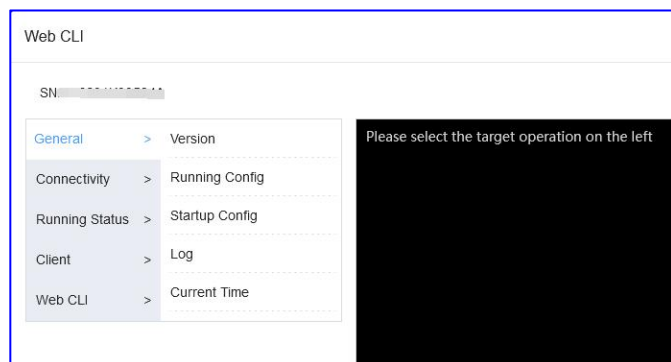 Web CLI
SN:
General > Version
Connectivity > Running Config
Running Status > Startup Config
Client > Log
Web CLI > Current Time
Please select the target operation on the left